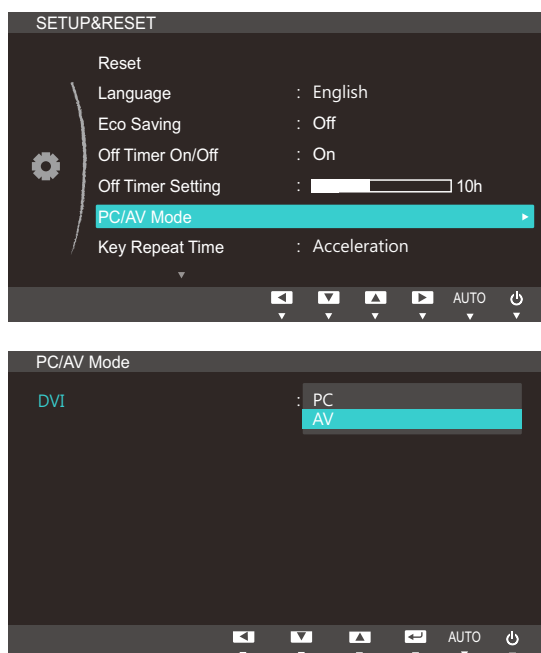 SETUP&RESET
Reset
Language : English
Eco Saving : Off
Off Timer On/Off : On
Off Timer Setting : 10h
PC/AV Mode
Key Repeat Time : Acceleration
AUTO
PC/AV Mode
DVI : PC
AV
AUTO